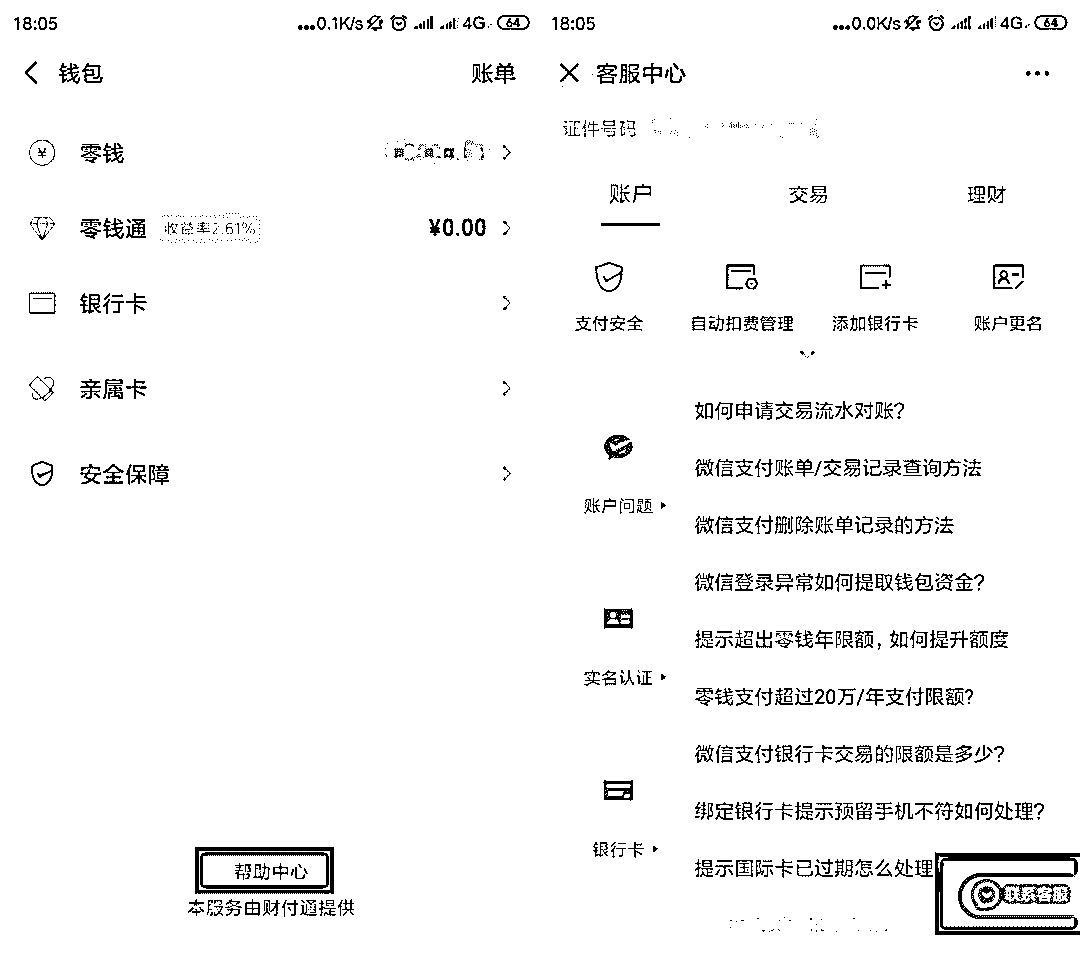 18:05
...0.1K/s 4G 64
钱包
账单
零钱
零钱通 收益率2.61% ¥0.00
银行卡
亲属卡
安全保障
帮助中心
本服务由财付通提供
18:05
...0.0K/s 4G 64
客服中心
证件号码
账户 交易 理财
支付安全 自动扣费管理 添加银行卡 账户更名
账户问题
如何申请交易流水对账?
微信支付账单/交易记录查询方法
微信支付删除账单记录的方法
实名认证
微信登录异常如何提取钱包资金?
提示超出零钱年限额，如何提升额度
零钱支付超过20万/年支付限额?
银行卡
微信支付银行卡交易的限额是多少?
绑定银行卡提示预留手机不符如何处理?
提示国际卡已过期怎么处理
联系客服